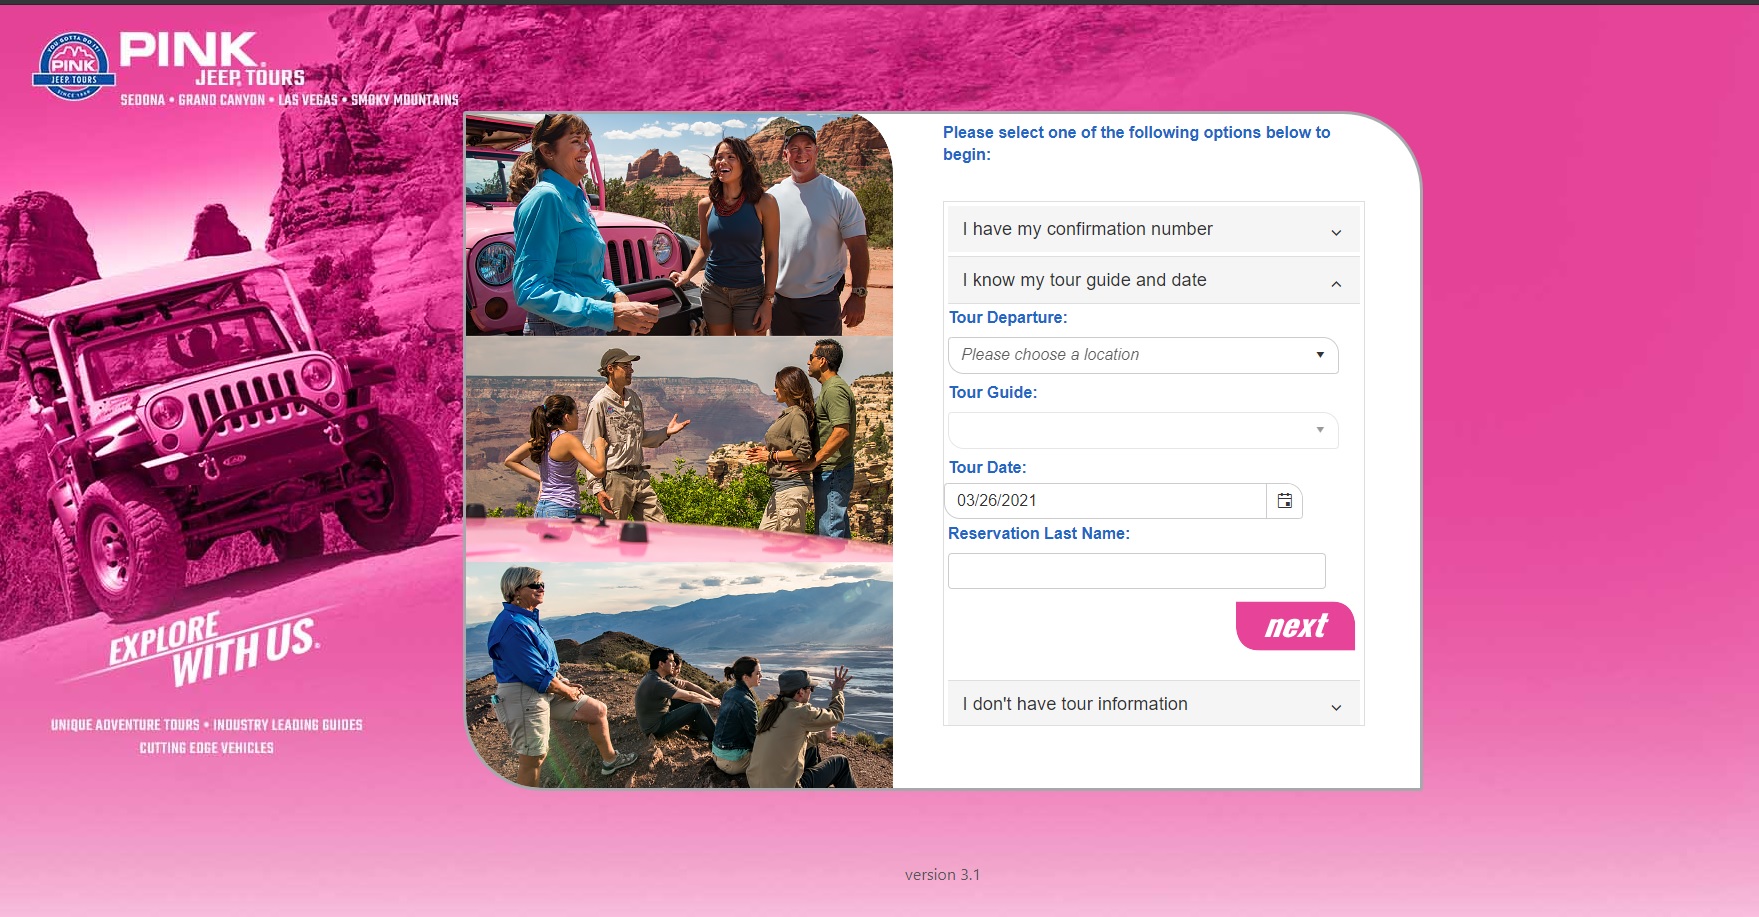 YOU GOTTA DO IT!
PINK
JEEP TOURS
SINCE 1960
PINK®
JEEP® TOURS
SEDONA • GRAND CANYON • LAS VEGAS • SMOKY MOUNTAINS
Please select one of the following options below to
begin:
I have my confirmation number
I know my tour guide and date
Tour Departure:
Please choose a location
Tour Guide:
Tour Date:
03/26/2021
Reservation Last Name:
next
I don't have tour information
EXPLORE
WITH US.
UNIQUE ADVENTURE TOURS • INDUSTRY LEADING GUIDES
CUTTING EDGE VEHICLES
version 3.1